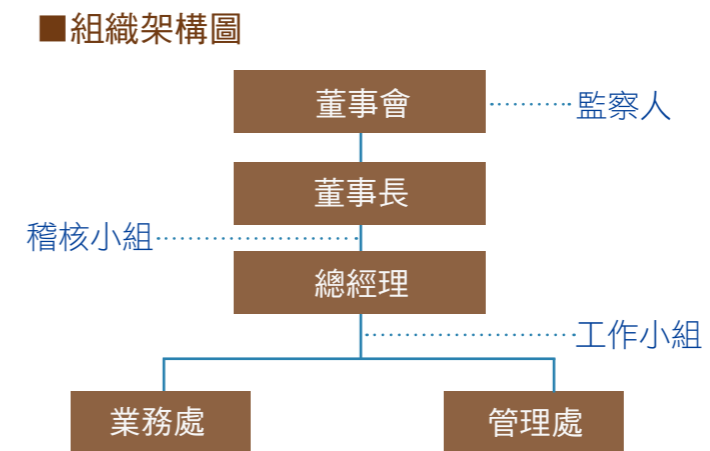 ■組織架構圖
董事會
監察人
董事長
稽核小組
總經理
工作小組
業務處
管理處